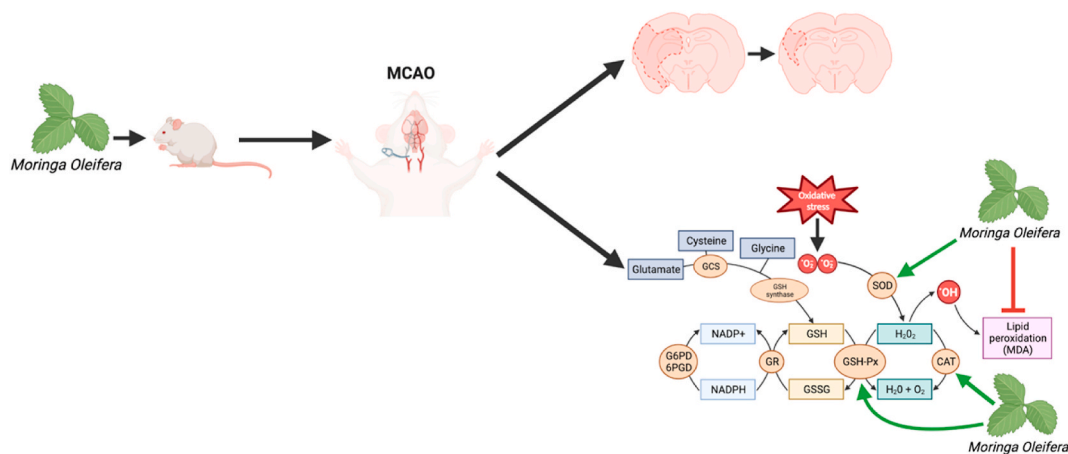 MCAO
Moringa Oleifera
Oxidative
stress
Moringa Oleifera
Cysteine
Glycine
Glutamate
GCS
GSH
synthase
•O₂⁻
•O₂⁻
SOD
•OH
NADP+
GSH
H₂O₂
Lipid
peroxidation
(MDA)
G6PD
6PGD
GR
GSH-Px
CAT
NADPH
GSSG
H₂0 + O₂
Moringa Oleifera